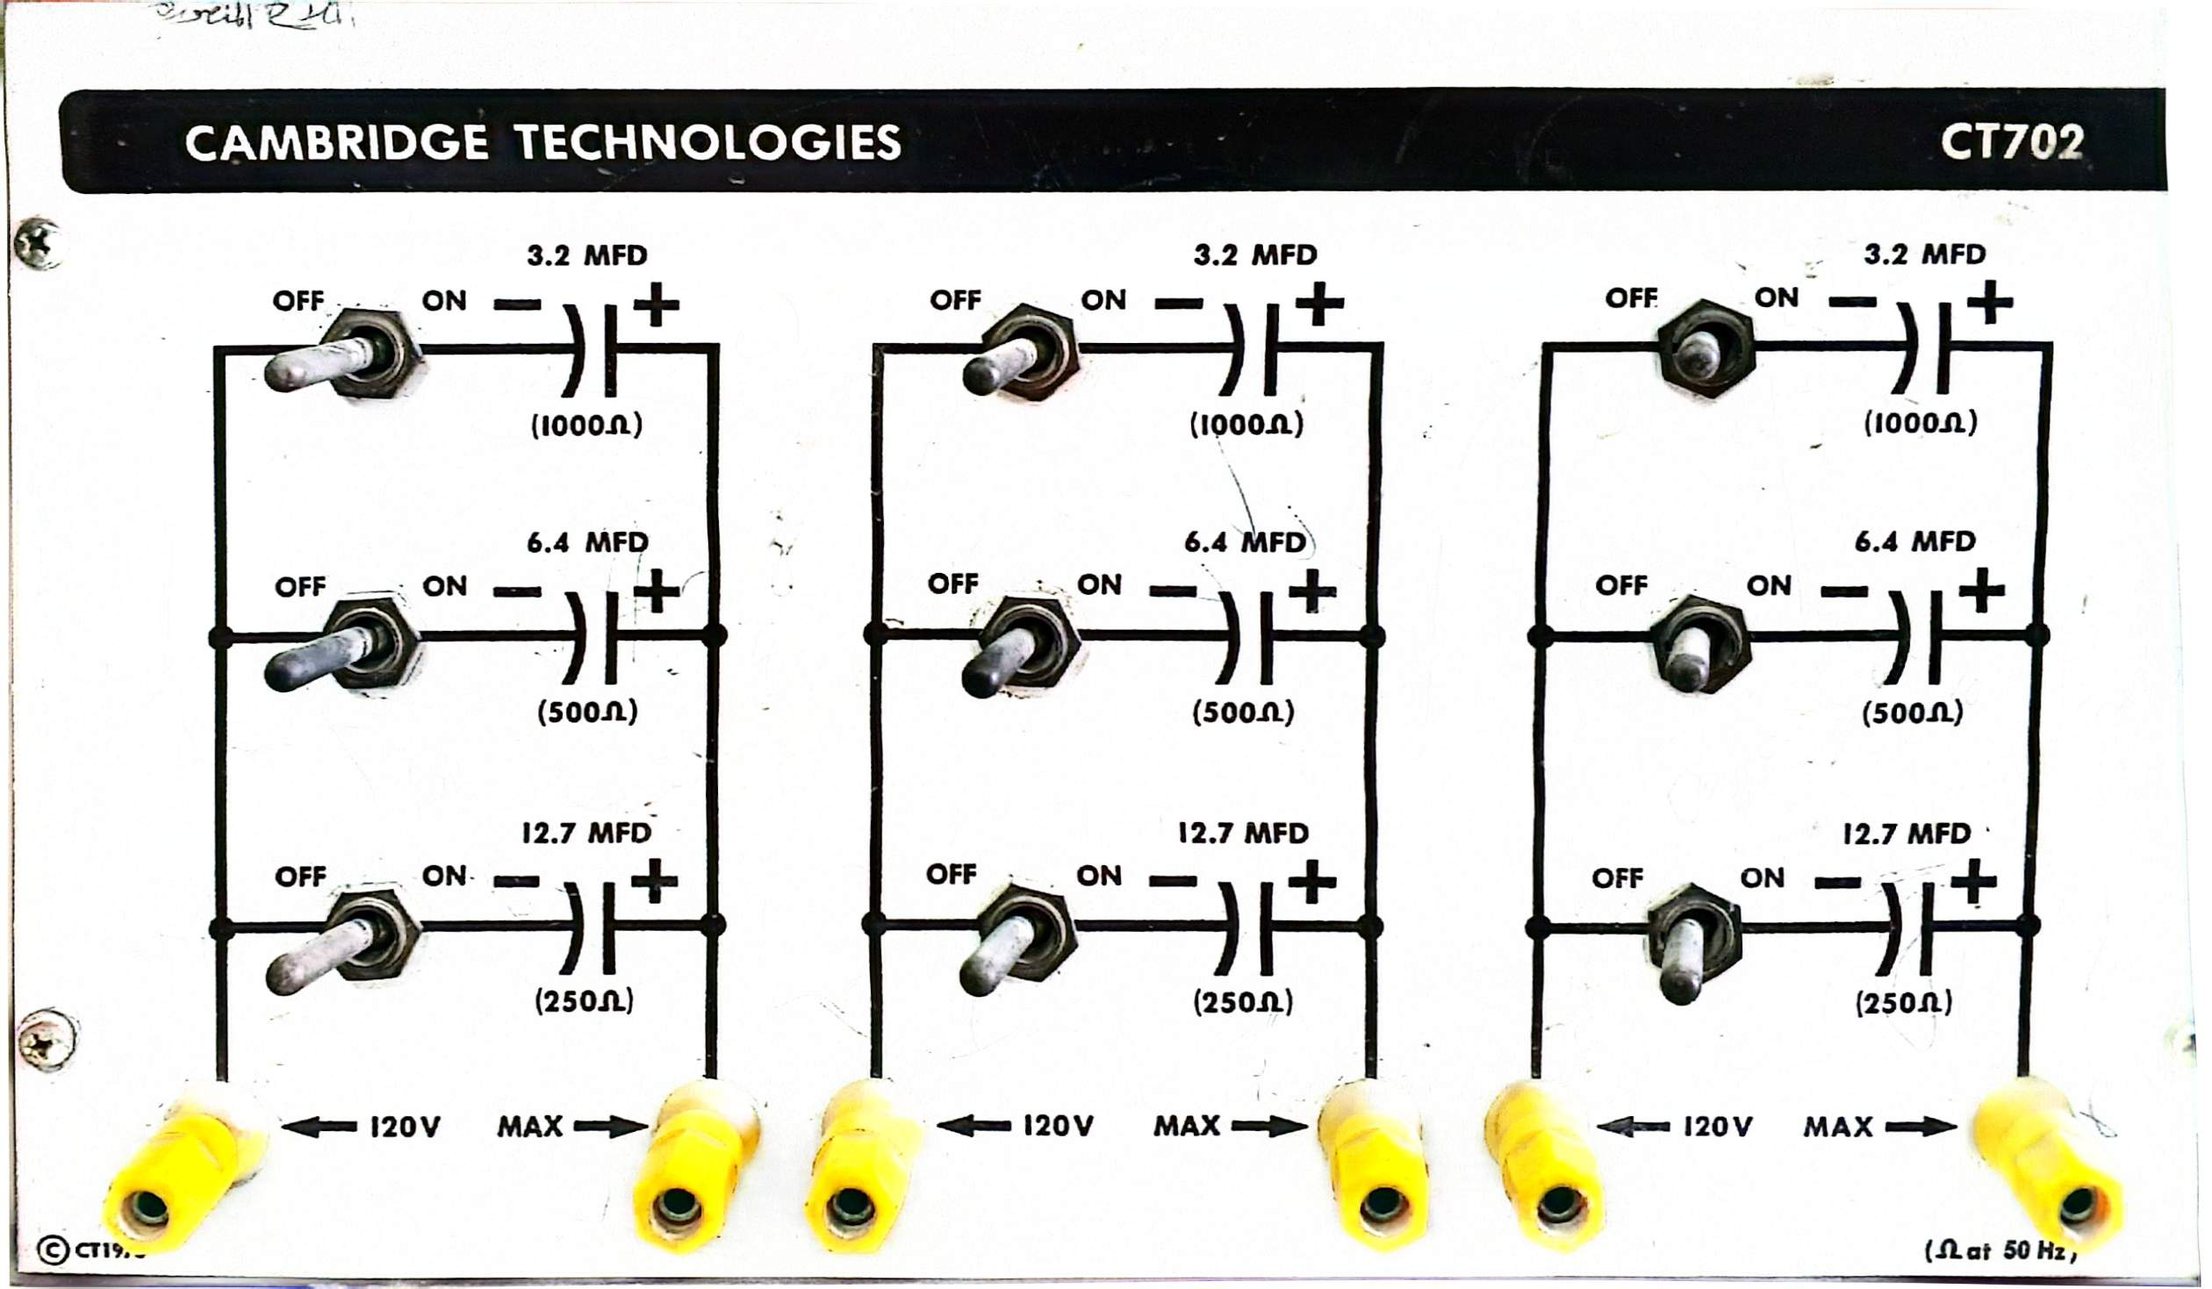 CAMBRIDGE TECHNOLOGIES CT702
3.2 MFD 3.2 MFD 3.2 MFD
OFF ON − + OFF ON − + OFF ON − +
(1000Ω) (1000Ω) (1000Ω)
6.4 MFD 6.4 MFD 6.4 MFD
OFF ON − + OFF ON − + OFF ON − +
(500Ω) (500Ω) (500Ω)
12.7 MFD 12.7 MFD 12.7 MFD
OFF ON − + OFF ON − + OFF ON − +
(250Ω) (250Ω) (250Ω)
←120V MAX→ ←120V MAX→ ←120V MAX→
© (Ω at 50 Hz)